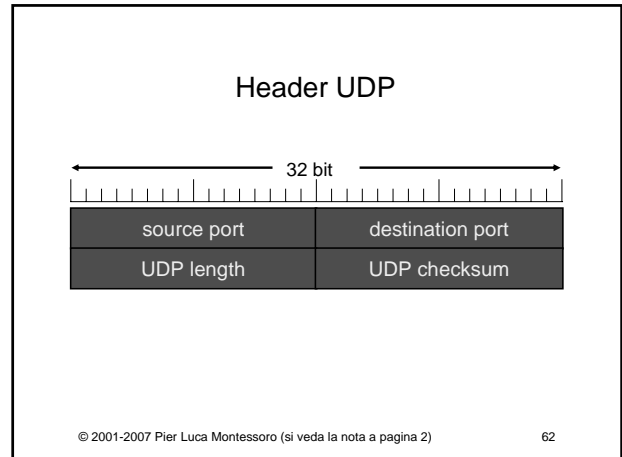 Header UDP
32 bit
source port destination port
UDP length UDP checksum
© 2001-2007 Pier Luca Montessoro (si veda la nota a pagina 2) 62